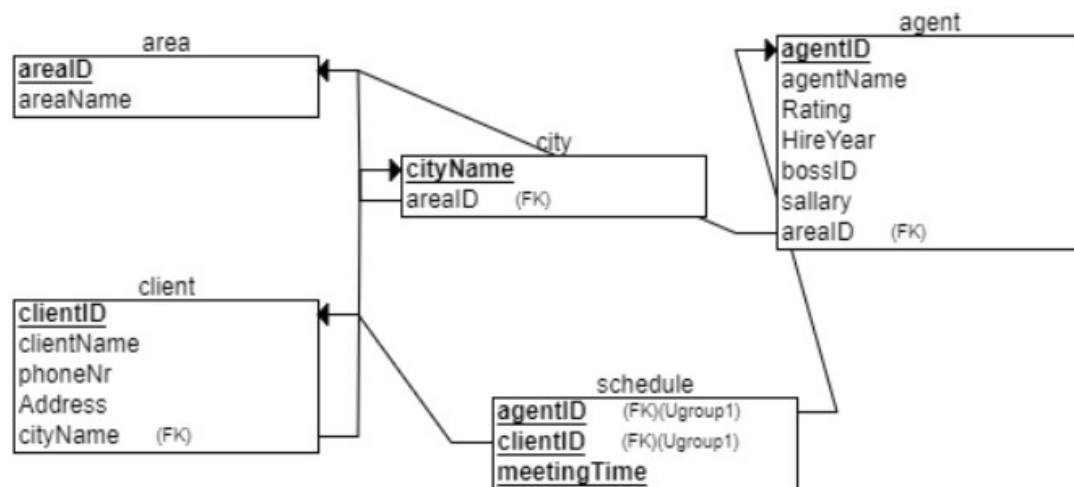 area
areaID
areaName
city
cityName
areaID (FK)
agent
agentID
agentName
Rating
HireYear
bossID
sallary
areaID (FK)
client
clientID
clientName
phoneNr
Address
cityName (FK)
schedule
agentID (FK)(Ugroup1)
clientID (FK)(Ugroup1)
meetingTime